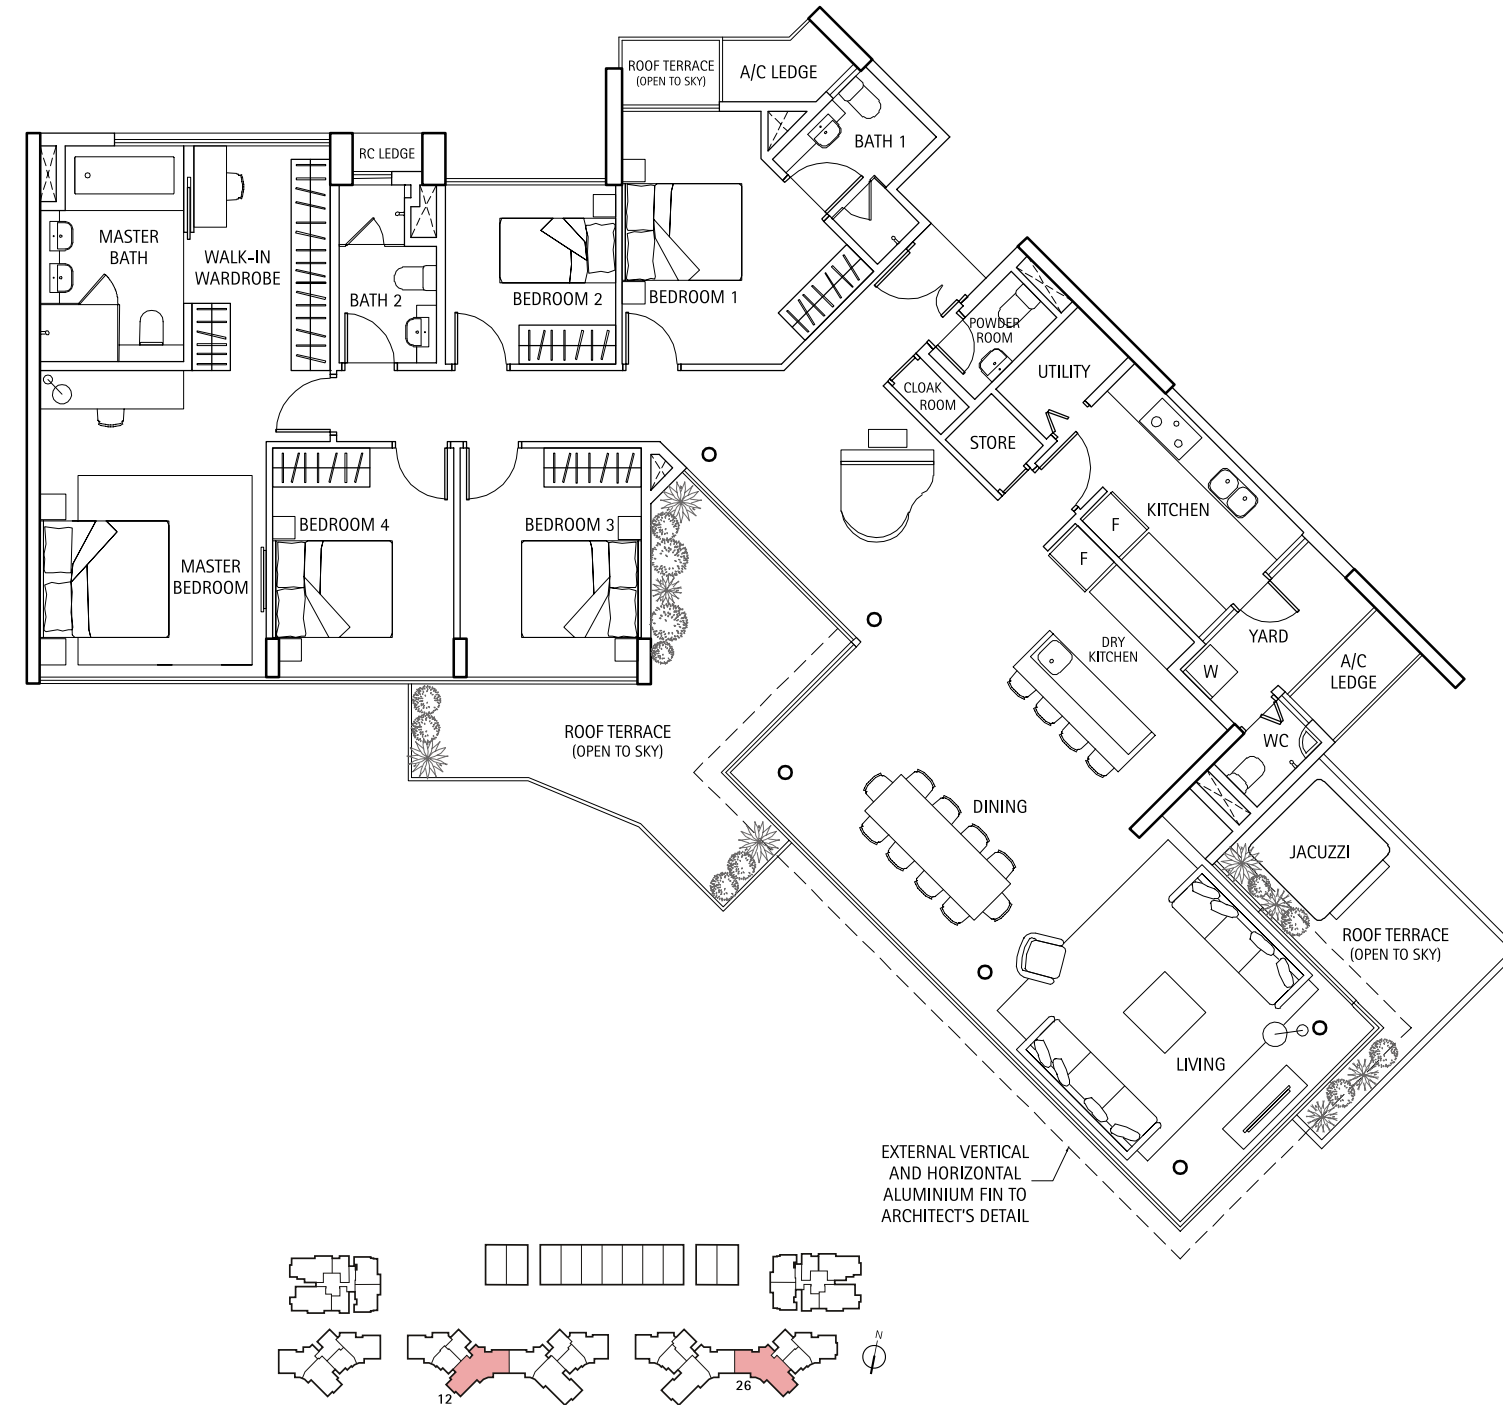 ROOF TERRACE
(OPEN TO SKY)
A/C LEDGE
BATH 1
RC LEDGE
MASTER
BATH
WALK-IN
WARDROBE
BATH 2
BEDROOM 2
BEDROOM 1
POWDER
ROOM
UTILITY
CLOAK
ROOM
STORE
KITCHEN
F
F
BEDROOM 4
BEDROOM 3
MASTER
BEDROOM
DRY
KITCHEN
YARD
W
A/C
LEDGE
WC
ROOF TERRACE
(OPEN TO SKY)
DINING
JACUZZI
ROOF TERRACE
(OPEN TO SKY)
LIVING
EXTERNAL VERTICAL
AND HORIZONTAL
ALUMINIUM FIN TO
ARCHITECT'S DETAIL
N
12
26